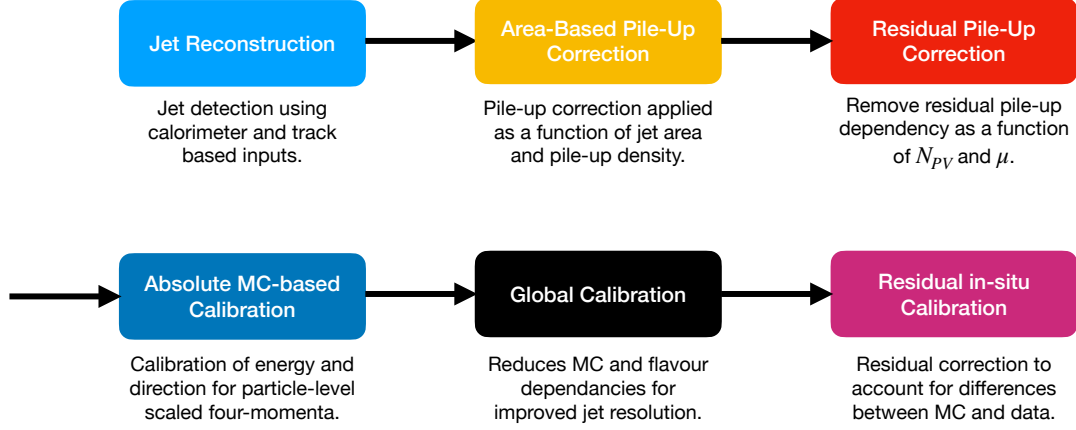 Jet Reconstruction
Jet detection using
calorimeter and track
based inputs.
Area-Based Pile-Up
Correction
Pile-up correction applied
as a function of jet area
and pile-up density.
Residual Pile-Up
Correction
Remove residual pile-up
dependency as a function
of N_{PV} and μ.
Absolute MC-based
Calibration
Calibration of energy and
direction for particle-level
scaled four-momenta.
Global Calibration
Reduces MC and flavour
dependancies for
improved jet resolution.
Residual in-situ
Calibration
Residual correction to
account for differences
between MC and data.